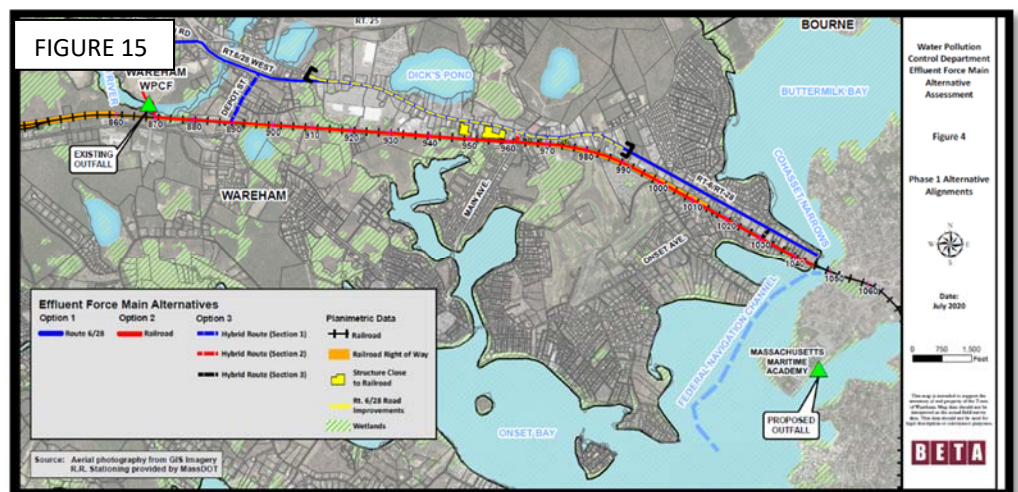 FIGURE 15
RD
RT. 25
BOURNE
WAREHAM
WPCF
RIVER
RT.6/28 WEST
DEPOT ST
DICK'S POND
BUTTERMILK BAY
860 870 880 890 900 910 920 930 940 950 960 970 980 990 1000 1010 1020 1030 1040 1050 1060
EXISTING
OUTFALL
WAREHAM
MAIN AVE.
RT-6/RT-28
COHASSET NARROWS
ONSET AVE.
FEDERAL NAVIGATION CHANNEL
MASSACHUSETTS
MARITIME
ACADEMY
PROPOSED
OUTFALL
ONSET BAY
Effluent Force Main Alternatives
Option 1
Route 6/28
Option 2
Railroad
Option 3
Hybrid Route (Section 1)
Hybrid Route (Section 2)
Hybrid Route (Section 3)
Planimetric Data
Railroad
Railroad Right of Way
Structure Close
to Railroad
Rt. 6/28 Road
Improvements
Wetlands
Source: Aerial photography from GIS Imagery
R.R. Stationing provided by MassDOT
Water Pollution
Control Department
Effluent Force Main
Alternative
Assessment
Figure 4
Phase 1 Alternative
Alignments
N
W E
S
Date:
July 2020
0 750 1,500
Feet
This map is intended to support the
BETA